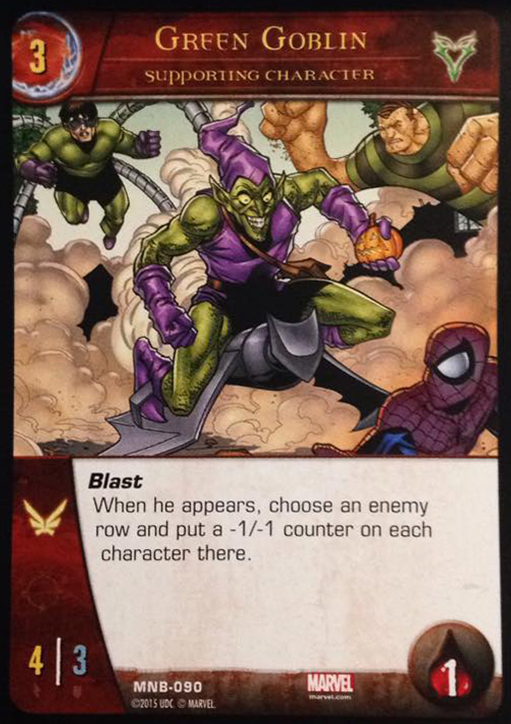 3
Green Goblin
Supporting Character
Blast
When he appears, choose an enemy
row and put a -1/-1 counter on each
character there.
4 | 3
1
MNB-090
MARVEL
marvel.com
©2015 UDC. © MARVEL.